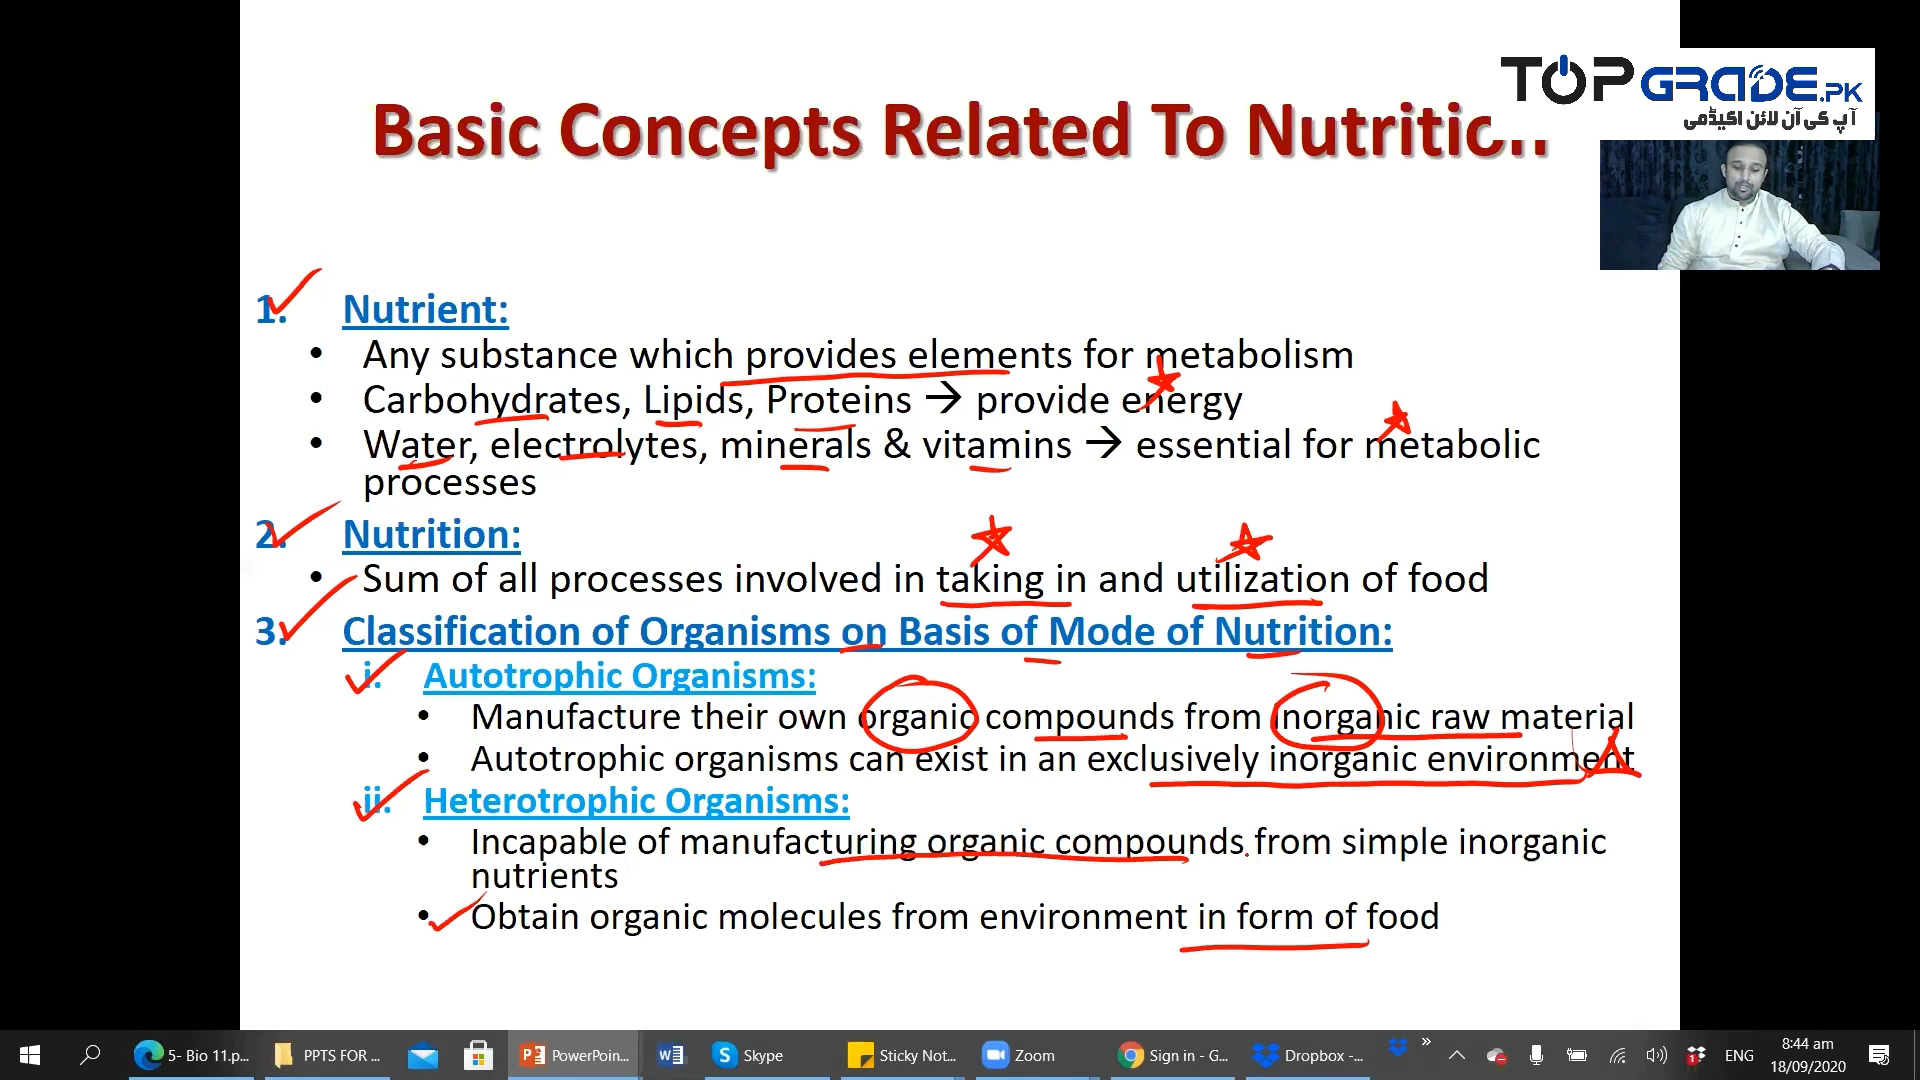 TOPGRADE.PK
آپ کی آن لائن اکیڈمی
Basic Concepts Related To Nutrition
1. Nutrient:
• Any substance which provides elements for metabolism
• Carbohydrates, Lipids, Proteins → provide energy
• Water, electrolytes, minerals & vitamins → essential for metabolic
processes
2. Nutrition:
• Sum of all processes involved in taking in and utilization of food
3. Classification of Organisms on Basis of Mode of Nutrition:
i. Autotrophic Organisms:
• Manufacture their own organic compounds from inorganic raw material
• Autotrophic organisms can exist in an exclusively inorganic environment
ii. Heterotrophic Organisms:
• Incapable of manufacturing organic compounds from simple inorganic
nutrients
• Obtain organic molecules from environment in form of food
5- Bio 11.p... PPTS FOR ... PowerPoin... Skype Sticky Not... Zoom Sign in - G... Dropbox -... ENG 8:44 am
18/09/2020